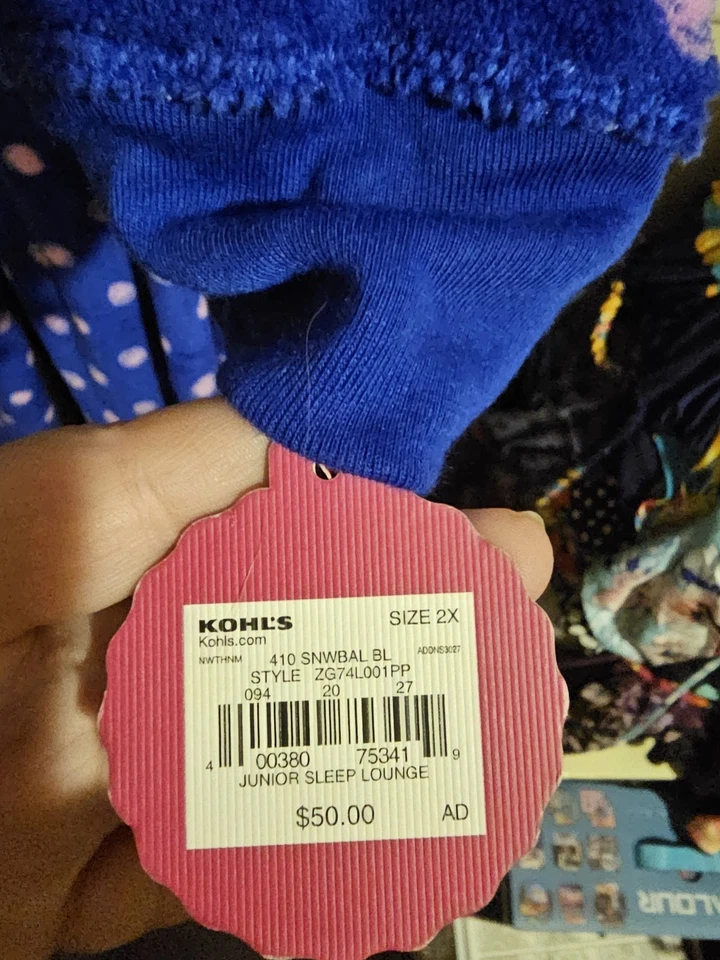 KOHL'S SIZE 2X
Kohls.com
NWTHNM 410 SNWBAL BL ADDNS3027
STYLE ZG74L001PP
094 20 27
4 00380 75341 9
JUNIOR SLEEP LOUNGE
$50.00 AD